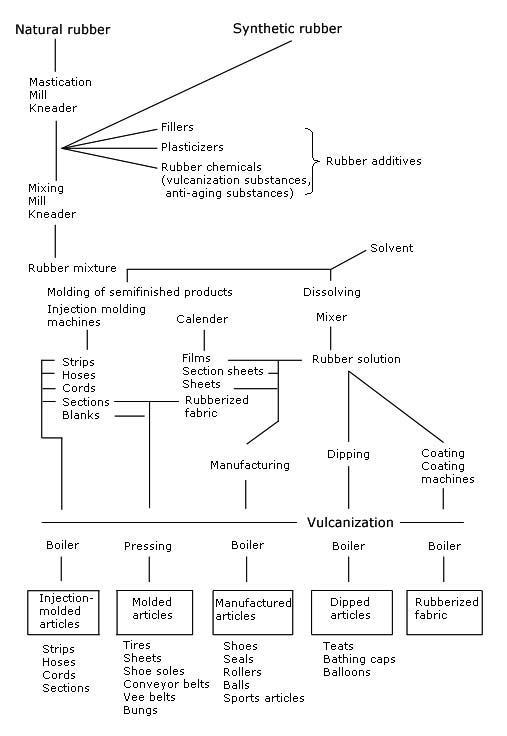 Natural rubber
Synthetic rubber
Mastication
Mill
Kneader
Fillers
Plasticizers
Rubber chemicals
(vulcanization substances,
anti-aging substances)
Rubber additives
Mixing
Mill
Kneader
Solvent
Rubber mixture
Molding of semifinished products
Dissolving
Injection molding
machines
Calender
Mixer
Strips
Hoses
Cords
Sections
Blanks
Films
Section sheets
Sheets
Rubberized
fabric
Rubber solution
Manufacturing
Dipping
Coating
Coating
machines
Vulcanization
Boiler
Pressing
Boiler
Boiler
Boiler
Injection-
molded
articles
Molded
articles
Manufactured
articles
Dipped
articles
Rubberized
fabric
Strips
Hoses
Cords
Sections
Tires
Sheets
Shoe soles
Conveyor belts
Vee belts
Bungs
Shoes
Seals
Rollers
Balls
Sports articles
Teats
Bathing caps
Balloons